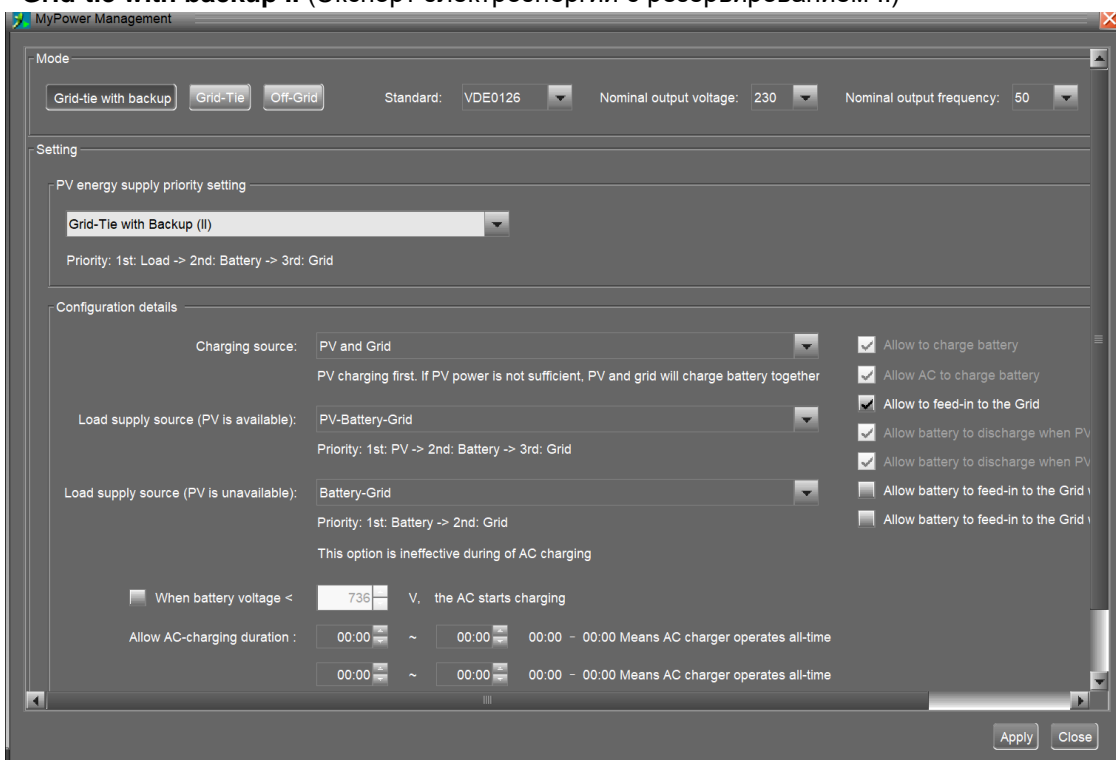 Grid-tie with backup II (Экспорт электроэнергии с резервированием II)
MyPower Management
Mode
Grid-tie with backup Grid-Tie Off-Grid Standard: VDE0126 Nominal output voltage: 230 Nominal output frequency: 50
Setting
PV energy supply priority setting
Grid-Tie with Backup (II)
Priority: 1st: Load -> 2nd: Battery -> 3rd: Grid
Configuration details
Charging source: PV and Grid
PV charging first. If PV power is not sufficient, PV and grid will charge battery together
Load supply source (PV is available): PV-Battery-Grid
Priority: 1st: PV -> 2nd: Battery -> 3rd: Grid
Load supply source (PV is unavailable): Battery-Grid
Priority: 1st: Battery -> 2nd: Grid
This option is ineffective during of AC charging
Allow to charge battery
Allow AC to charge battery
Allow to feed-in to the Grid
Allow battery to discharge when PV
Allow battery to discharge when PV
Allow battery to feed-in to the Grid
Allow battery to feed-in to the Grid
When battery voltage < 736 V, the AC starts charging
Allow AC-charging duration : 00:00 ~ 00:00 00:00 - 00:00 Means AC charger operates all-time
00:00 ~ 00:00 00:00 - 00:00 Means AC charger operates all-time
Apply Close